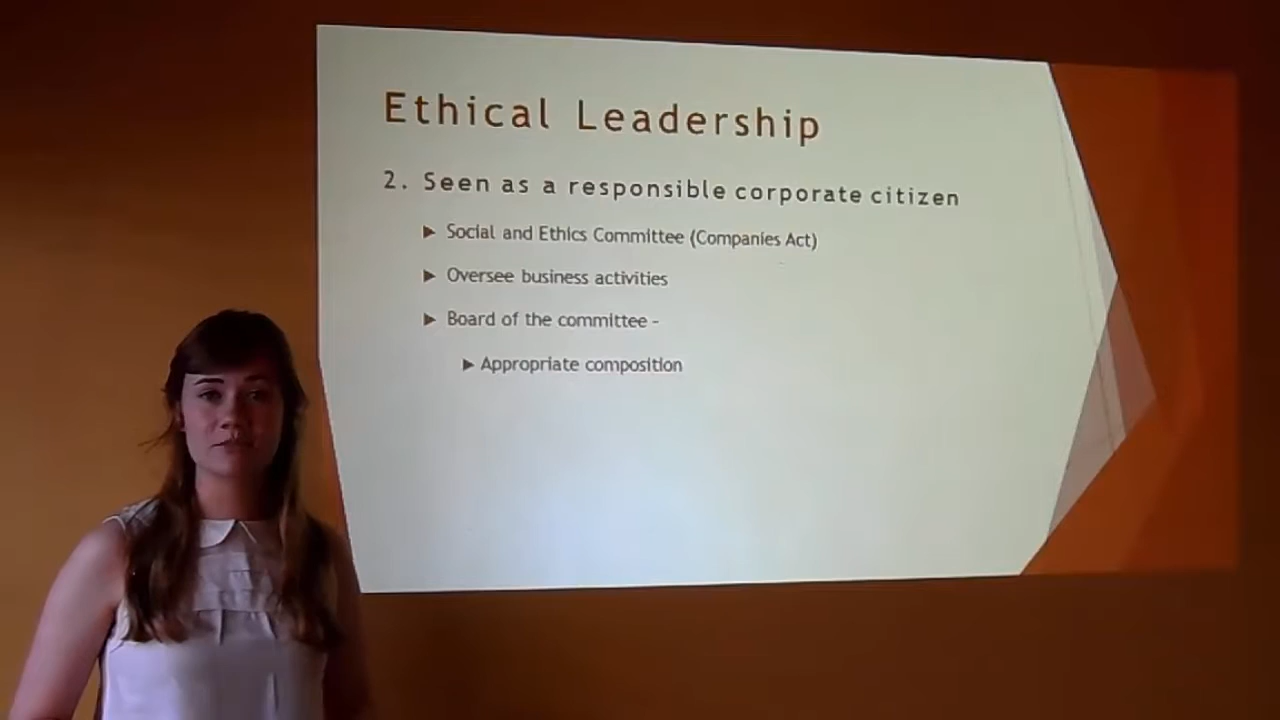 Ethical Leadership
2. Seen as a responsible corporate citizen
▶ Social and Ethics Committee (Companies Act)
▶ Oversee business activities
▶ Board of the committee –
▶ Appropriate composition